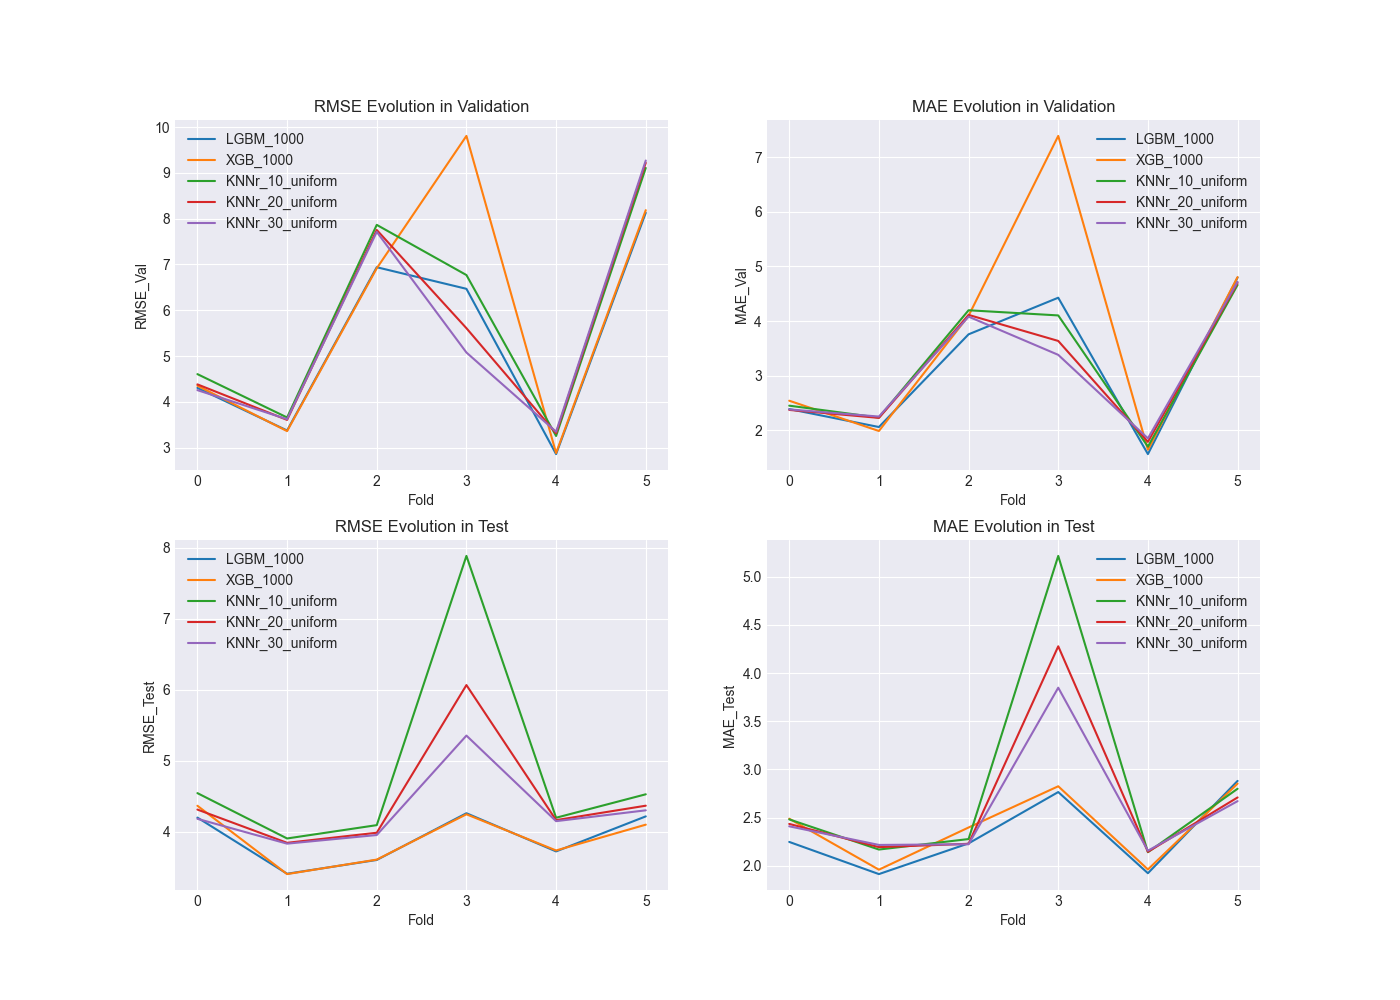 RMSE Evolution in Validation
10
9
8
7
6
5
4
3
RMSE_Val
LGBM_1000
XGB_1000
KNNr_10_uniform
KNNr_20_uniform
KNNr_30_uniform
0 1 2 3 4 5
Fold
MAE Evolution in Validation
7
6
5
4
3
2
MAE_Val
LGBM_1000
XGB_1000
KNNr_10_uniform
KNNr_20_uniform
KNNr_30_uniform
0 1 2 3 4 5
Fold
RMSE Evolution in Test
8
7
6
5
4
RMSE_Test
LGBM_1000
XGB_1000
KNNr_10_uniform
KNNr_20_uniform
KNNr_30_uniform
0 1 2 3 4 5
Fold
MAE Evolution in Test
5.0
4.5
4.0
3.5
3.0
2.5
2.0
MAE_Test
LGBM_1000
XGB_1000
KNNr_10_uniform
KNNr_20_uniform
KNNr_30_uniform
0 1 2 3 4 5
Fold